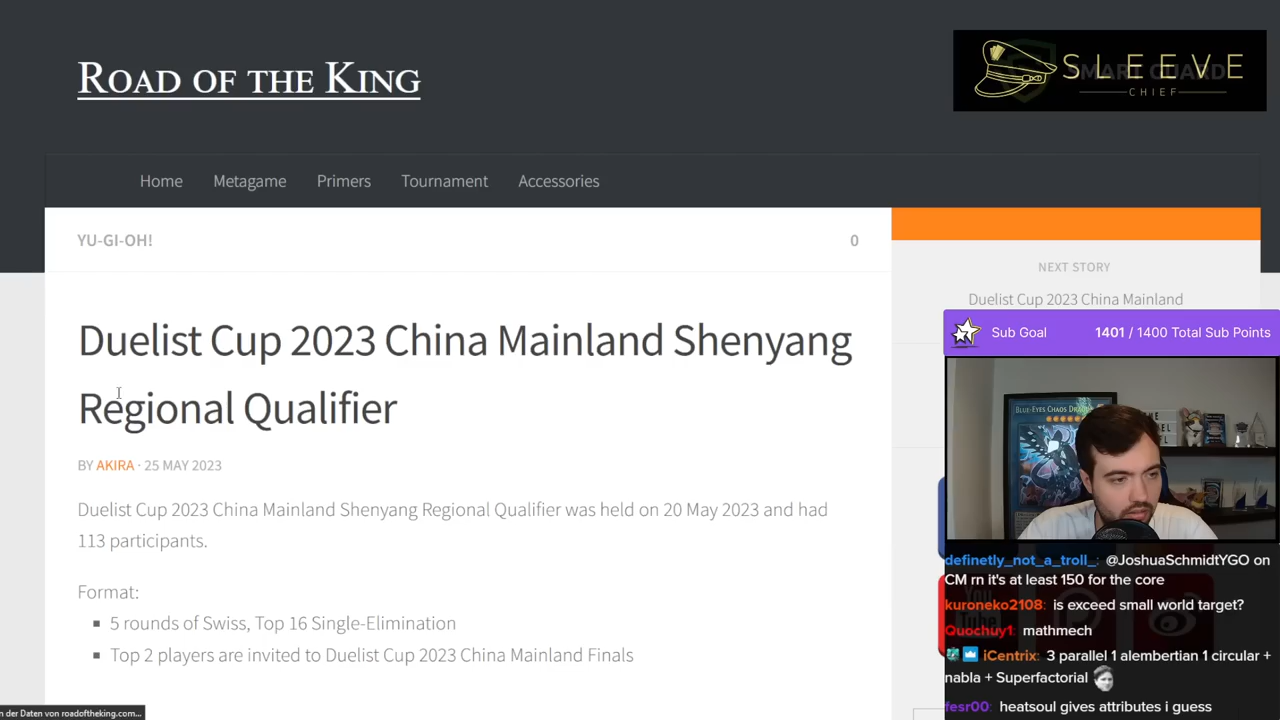 ROAD OF THE KING
SLEEVE
CHIEF
Home
Metagame
Primers
Tournament
Accessories
YU-GI-OH!
0
NEXT STORY
Duelist Cup 2023 China Mainland
Duelist Cup 2023 China Mainland Shenyang
Regional Qualifier
BY AKIRA · 25 MAY 2023
Duelist Cup 2023 China Mainland Shenyang Regional Qualifier was held on 20 May 2023 and had
113 participants.
Format:
5 rounds of Swiss, Top 16 Single-Elimination
Top 2 players are invited to Duelist Cup 2023 China Mainland Finals
Sub Goal
1401 / 1400 Total Sub Points
BLUE-EYES CHAOS
definetly_not_a_troll_: @JoshuaSchmidtYGO on
CM rn it's at least 150 for the core
kuroneko2108: is exceed small world target?
Quochuy1: mathmech
iCentrix: 3 parallel 1 alembertian 1 circular +
nabla + Superfactorial
fesr00: heatsoul gives attributes i guess
n der Daten von roadoftheking.com...